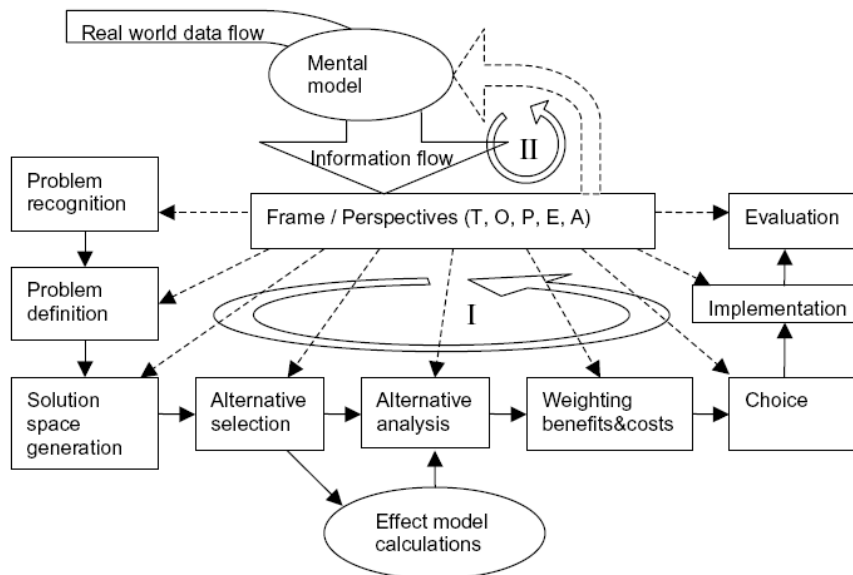 Real world data flow
Mental
model
Information flow
II
Problem
recognition
Frame / Perspectives (T, O, P, E, A)
Evaluation
Problem
definition
I
Implementation
Solution
space
generation
Alternative
selection
Alternative
analysis
Weighting
benefits&costs
Choice
Effect model
calculations